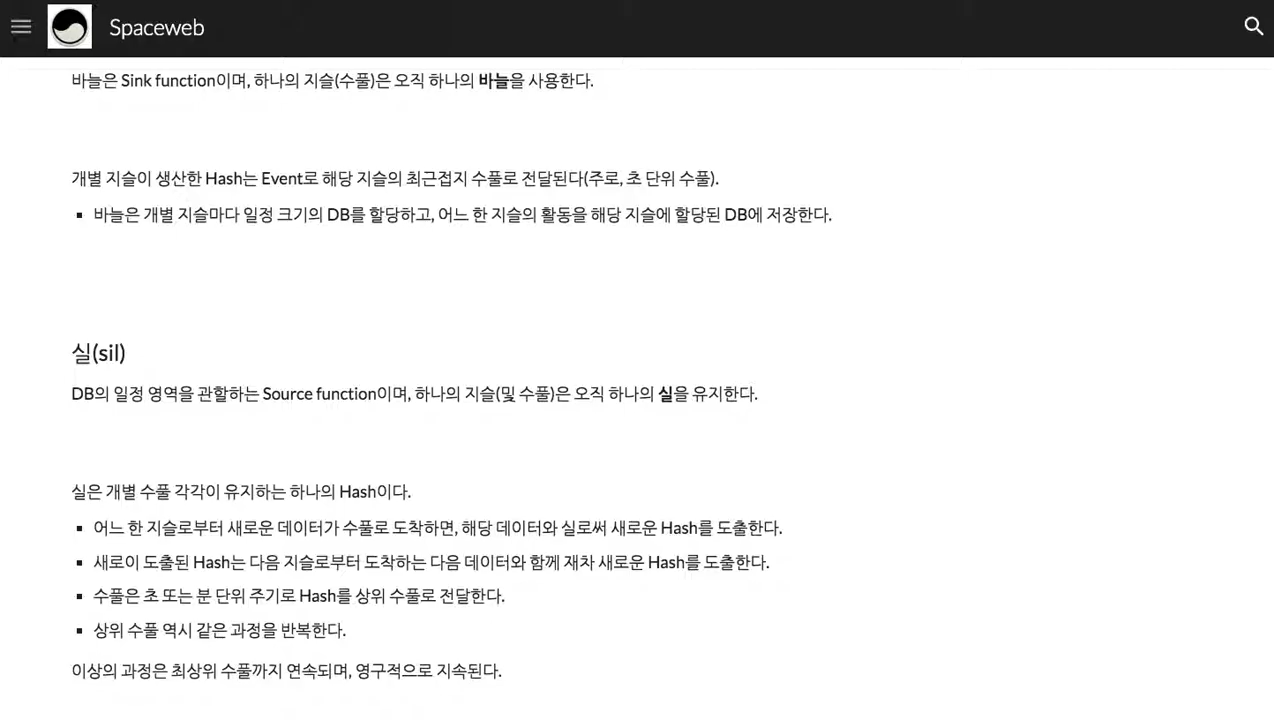 Spaceweb
바늘은 Sink function이며, 하나의 지슬(수풀)은 오직 하나의 바늘을 사용한다.
개별 지슬이 생산한 Hash는 Event로 해당 지슬의 최근접지 수풀로 전달된다(주로, 초 단위 수풀).
▪ 바늘은 개별 지슬마다 일정 크기의 DB를 할당하고, 어느 한 지슬의 활동을 해당 지슬에 할당된 DB에 저장한다.
실(sil)
DB의 일정 영역을 관할하는 Source function이며, 하나의 지슬(및 수풀)은 오직 하나의 실을 유지한다.
실은 개별 수풀 각각이 유지하는 하나의 Hash이다.
▪ 어느 한 지슬로부터 새로운 데이터가 수풀로 도착하면, 해당 데이터와 실로써 새로운 Hash를 도출한다.
▪ 새로이 도출된 Hash는 다음 지슬로부터 도착하는 다음 데이터와 함께 재차 새로운 Hash를 도출한다.
▪ 수풀은 초 또는 분 단위 주기로 Hash를 상위 수풀로 전달한다.
▪ 상위 수풀 역시 같은 과정을 반복한다.
이상의 과정은 최상위 수풀까지 연속되며, 영구적으로 지속된다.